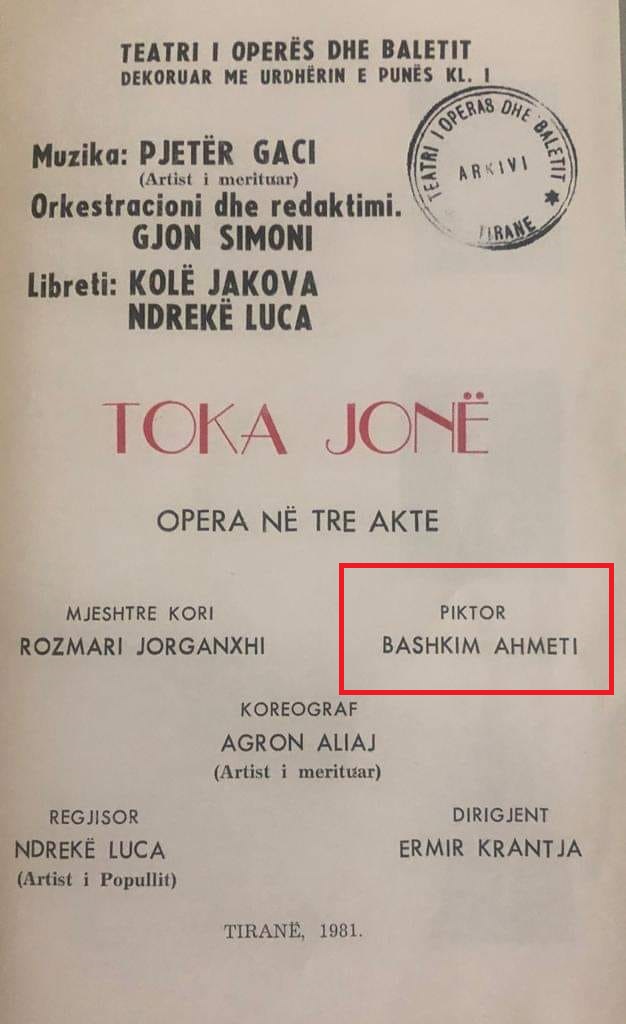 TEATRI I OPERËS DHE BALETIT
DEKORUAR ME URDHËRIN E PUNËS KL. I
TEATRI I OPERAS DHE BALETIT
ARKIVI
TIRANE
Muzika: PJETËR GACI
(Artist i merituar)
Orkestracioni dhe redaktimi.
GJON SIMONI
Libreti: KOLË JAKOVA
NDREKË LUCA
TOKA JONË
OPERA NË TRE AKTE
MJESHTRE KORI
ROZMARI JORGANXHI
PIKTOR
BASHKIM AHMETI
KOREOGRAF
AGRON ALIAJ
(Artist i merituar)
REGJISOR
NDREKË LUCA
(Artist i Popullit)
DIRIGJENT
ERMIR KRANTJA
TIRANË, 1981.